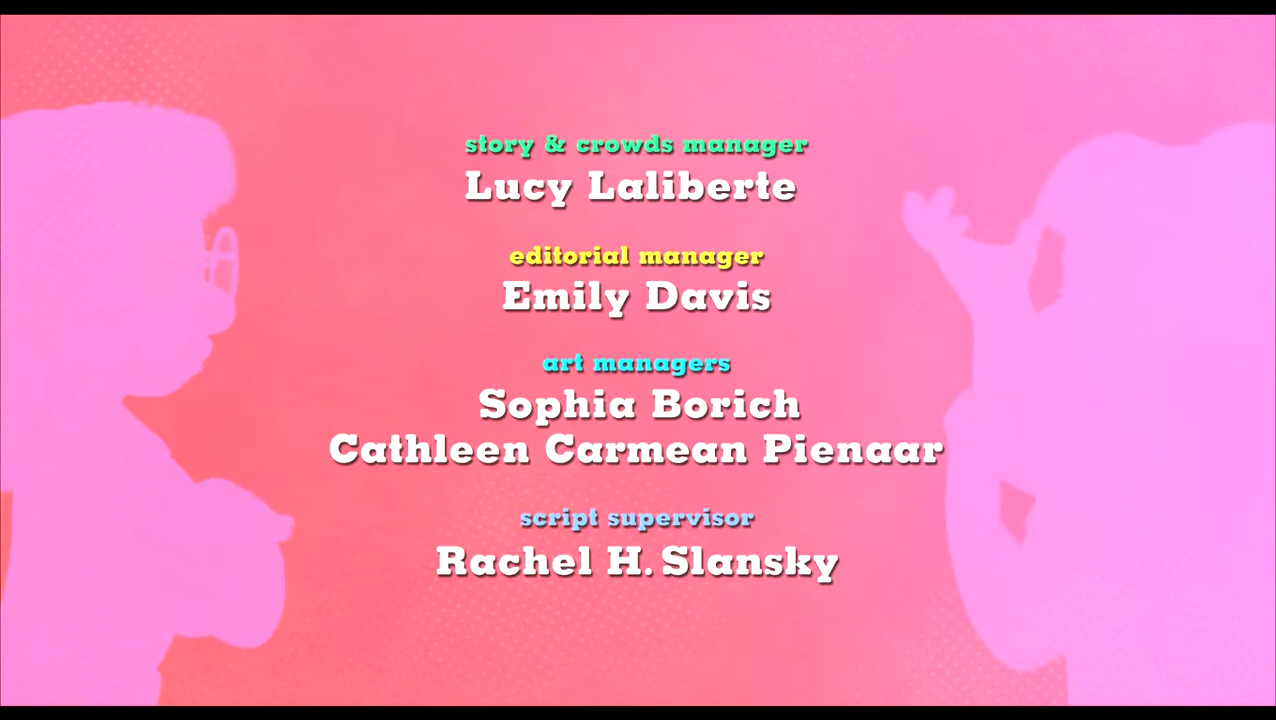 story & crowds manager
Lucy Laliberte
editorial manager
Emily Davis
art managers
Sophia Borich
Cathleen Carmean Pienaar
script supervisor
Rachel H. Slansky